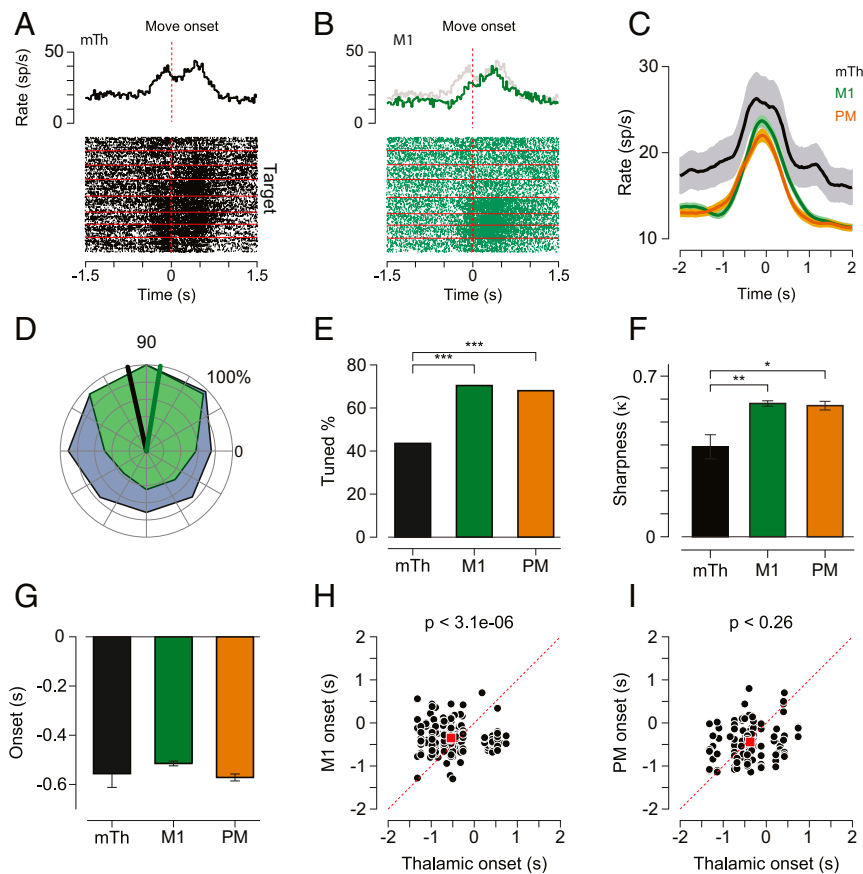 A
mTh
Move onset
Rate (sp/s)
50
0
Target
-1.5
0
1.5
Time (s)
B
M1
Move onset
50
0
-1.5
0
1.5
Time (s)
C
mTh
M1
PM
Rate (sp/s)
30
20
10
-2
-1
0
1
2
Time (s)
D
90
100%
0
E
Tuned %
80
60
40
20
0
***
***
mTh
M1
PM
F
Sharpness (κ)
0.7
0
*
**
mTh
M1
PM
G
Onset (s)
0
-0.2
-0.4
-0.6
mTh
M1
PM
H
p < 3.1e-06
M1 onset (s)
2
1
0
-1
-2
-2
-1
0
1
2
Thalamic onset (s)
I
p < 0.26
PM onset (s)
2
1
0
-1
-2
-2
-1
0
1
2
Thalamic onset (s)